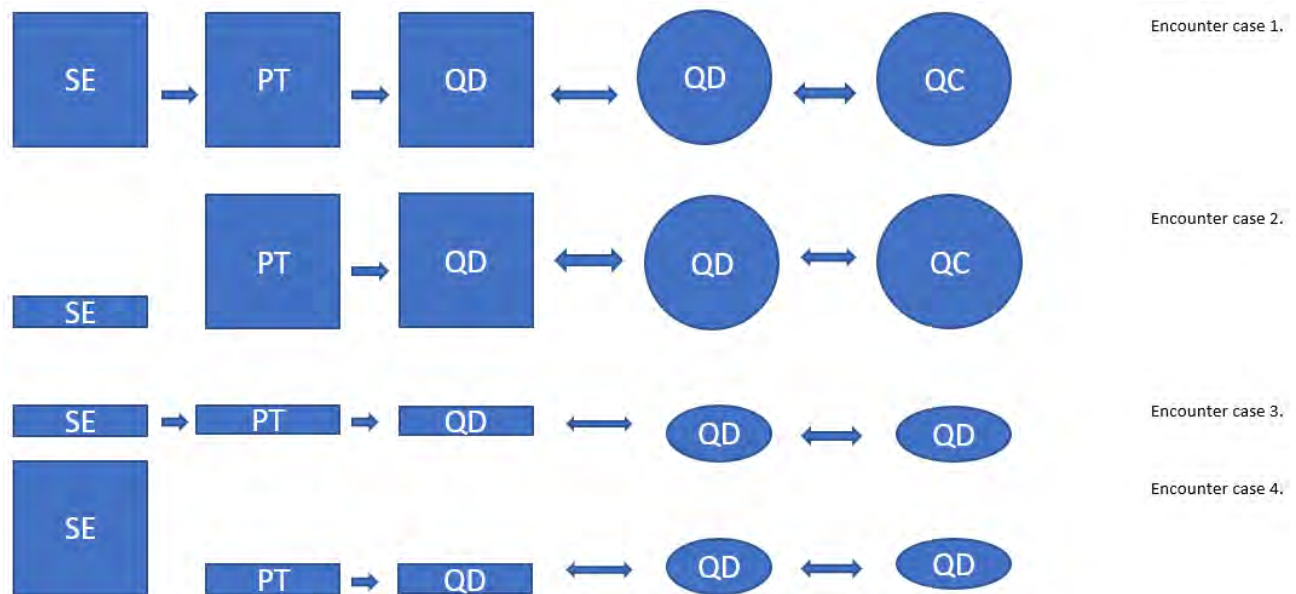 SE PT QD QD QC Encounter case 1.
PT QD QD QC Encounter case 2.
SE
SE PT QD QD QD Encounter case 3.
SE Encounter case 4.
PT QD QD QD